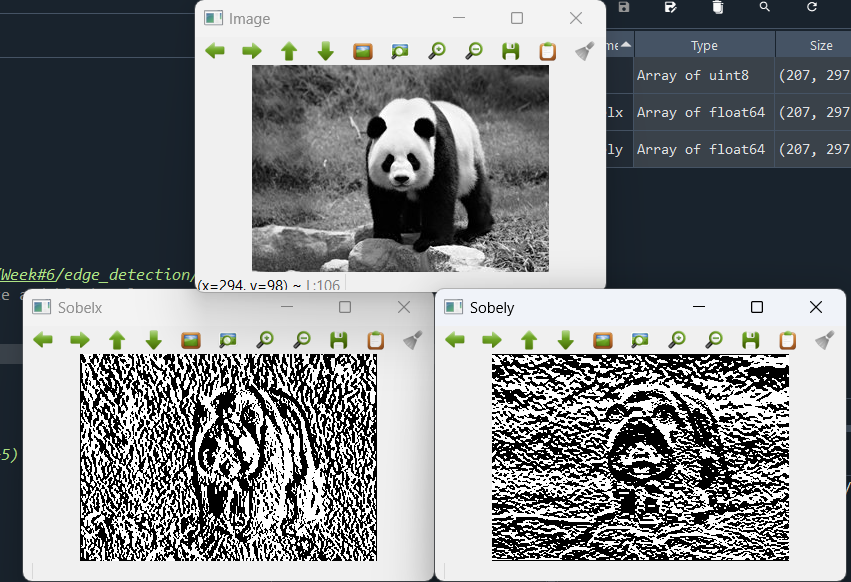 Image
Type Size
Array of uint8 (207, 297
lx Array of float64 (207, 297
ly Array of float64 (207, 297
/Week#6/edge_detection/
(x=294, y=98) ~ L:106
Sobelx
Sobely
5)